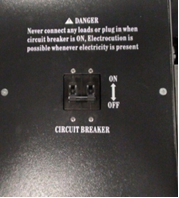 ⚠ DANGER
Never connect any loads or plug in when
circuit breaker is ON, Electrocution is
possible whenever electricity is present
ON
OFF
CIRCUIT BREAKER